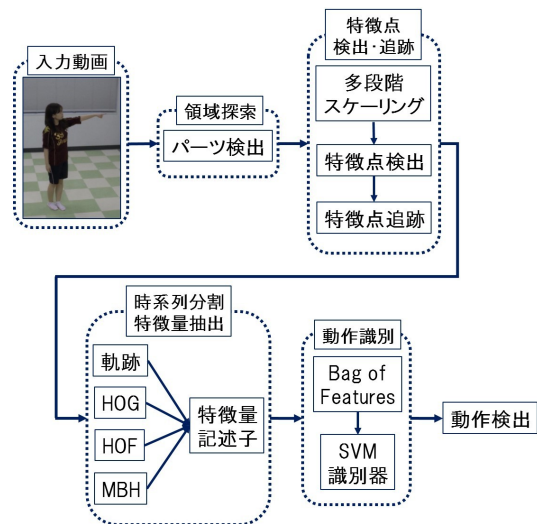 入力動画
領域探索
パーツ検出
特徴点
検出・追跡
多段階
スケーリング
特徴点検出
特徴点追跡
時系列分割
特徴量抽出
軌跡
HOG
HOF
MBH
特徴量
記述子
動作識別
Bag of
Features
SVM
識別器
動作検出